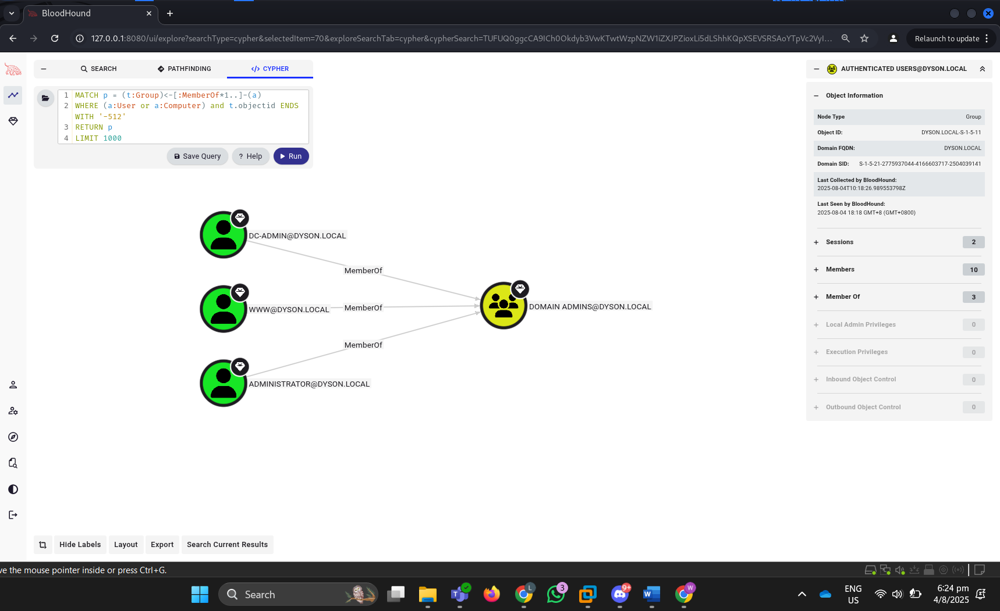 BloodHound
127.0.0.1:8080/ui/explore?searchType=cypher&selectedItem=70&exploreSearchTab=cypher&cypherSearch=TUFUQ0ggcCA9ICh0Okdyb3VwKTwtWzpNZW1iZXJPZioxLi5dLShhKQpXSEVSRSAoYTpVc2VyI...
Relaunch to update
SEARCH
PATHFINDING
</> CYPHER
1 MATCH p = (t:Group)<-[:MemberOf*1..]-(a)
2 WHERE (a:User or a:Computer) and t.objectid ENDS
WITH '-512'
3 RETURN p
4 LIMIT 1000
Save Query
? Help
Run
DC-ADMIN@DYSON.LOCAL
MemberOf
WWW@DYSON.LOCAL
MemberOf
DOMAIN ADMINS@DYSON.LOCAL
MemberOf
ADMINISTRATOR@DYSON.LOCAL
AUTHENTICATED USERS@DYSON.LOCAL
Object Information
Node Type Group
Object ID: DYSON.LOCAL-S-1-5-11
Domain FQDN: DYSON.LOCAL
Domain SID: S-1-5-21-2775937044-4166603717-2504039141
Last Collected by BloodHound:
2025-08-04T10:18:26.989553798Z
Last Seen by BloodHound:
2025-08-04 18:18 GMT+8 (GMT+0800)
Sessions 2
Members 10
Member Of 3
Local Admin Privileges 0
Execution Privileges 0
Inbound Object Control 0
Outbound Object Control 0
Hide Labels
Layout
Export
Search Current Results
ve the mouse pointer inside or press Ctrl+G.
Search
T
L
3
9+
W
W
ENG
US
6:24 pm
4/8/2025